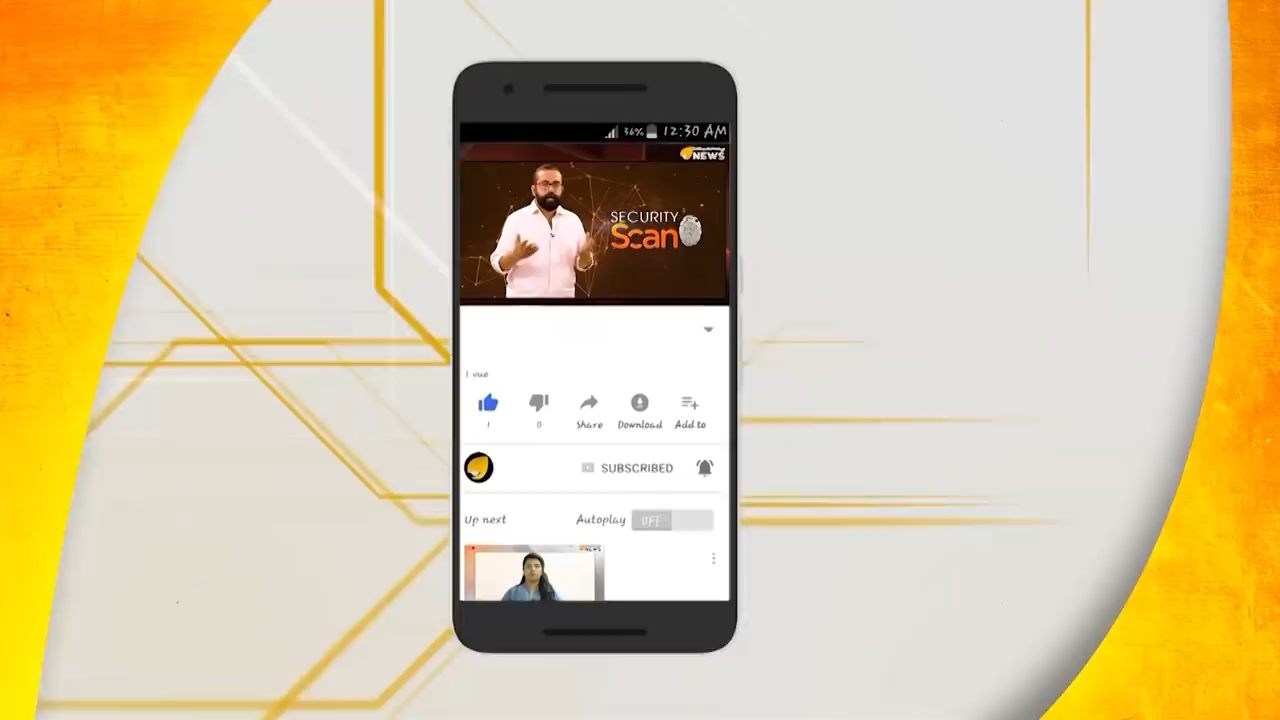 36% 12:30 AM
NEWS
SECURITY
Scan
1 vue
1 0 Share Download Add to
SUBSCRIBED
Up next Autoplay OFF
NEWS